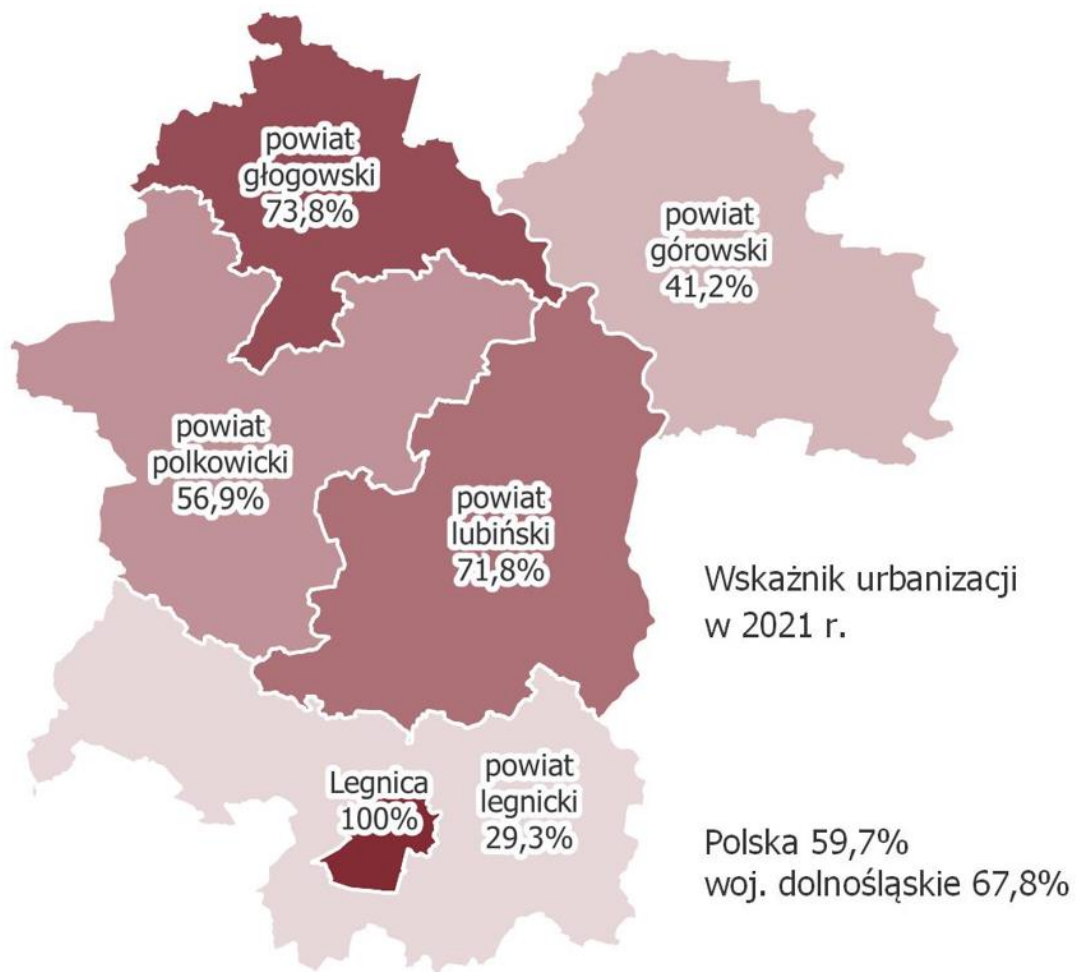 powiat
głogowski
73,8%
powiat
górowski
41,2%
powiat
polkowicki
56,9%
powiat
lubiński
71,8%
Wskaźnik urbanizacji
w 2021 r.
Legnica
100%
powiat
legnicki
29,3%
Polska 59,7%
woj. dolnośląskie 67,8%